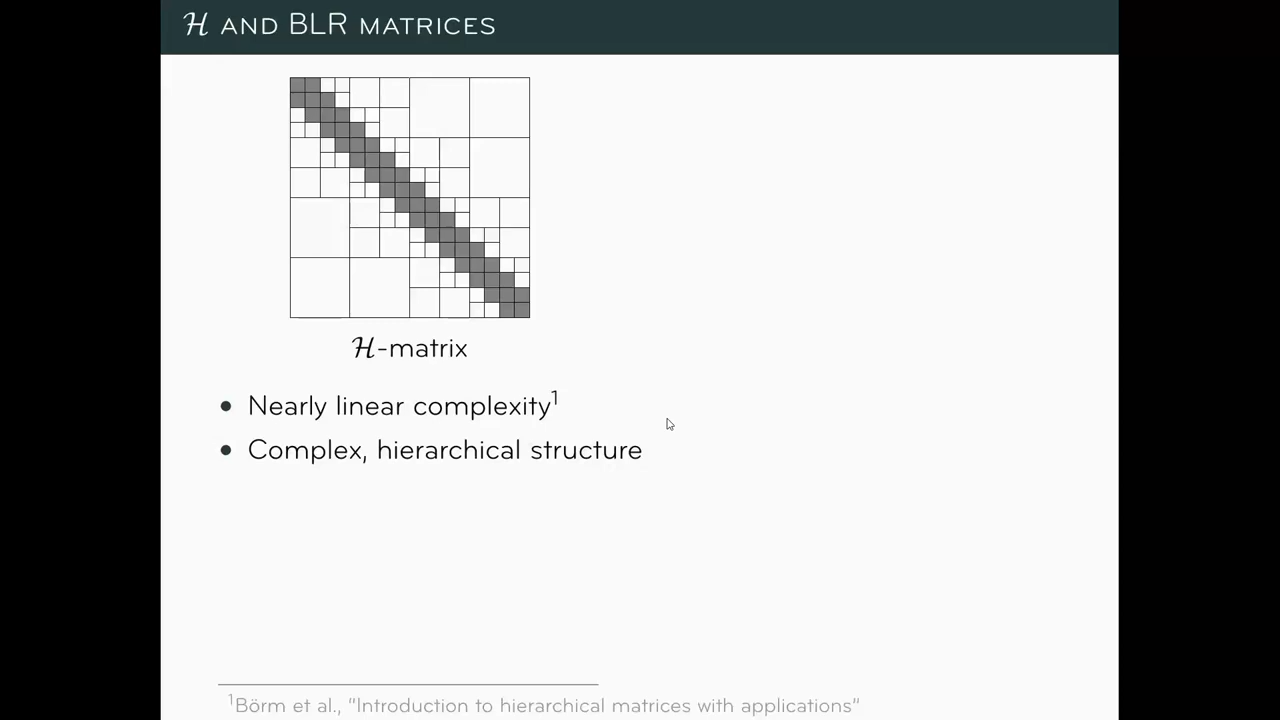 ℋ AND BLR MATRICES
ℋ-matrix
• Nearly linear complexity¹
• Complex, hierarchical structure
¹Börm et al., "Introduction to hierarchical matrices with applications"